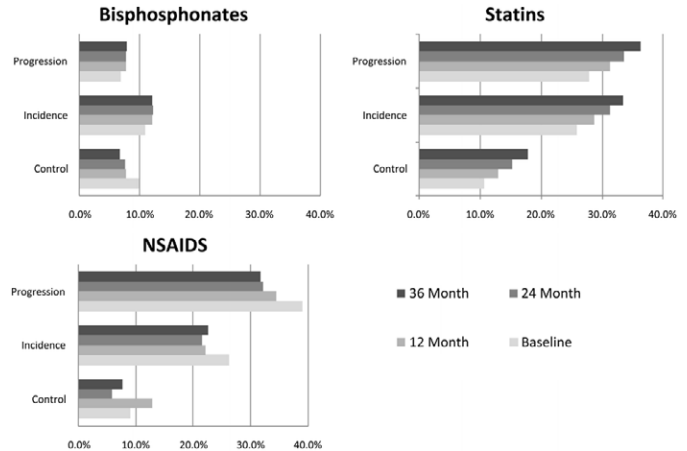 Bisphosphonates
Progression
Incidence
Control
0.0% 10.0% 20.0% 30.0% 40.0%
Statins
Progression
Incidence
Control
0.0% 10.0% 20.0% 30.0% 40.0%
NSAIDS
Progression
Incidence
Control
0.0% 10.0% 20.0% 30.0% 40.0%
36 Month 24 Month
12 Month Baseline